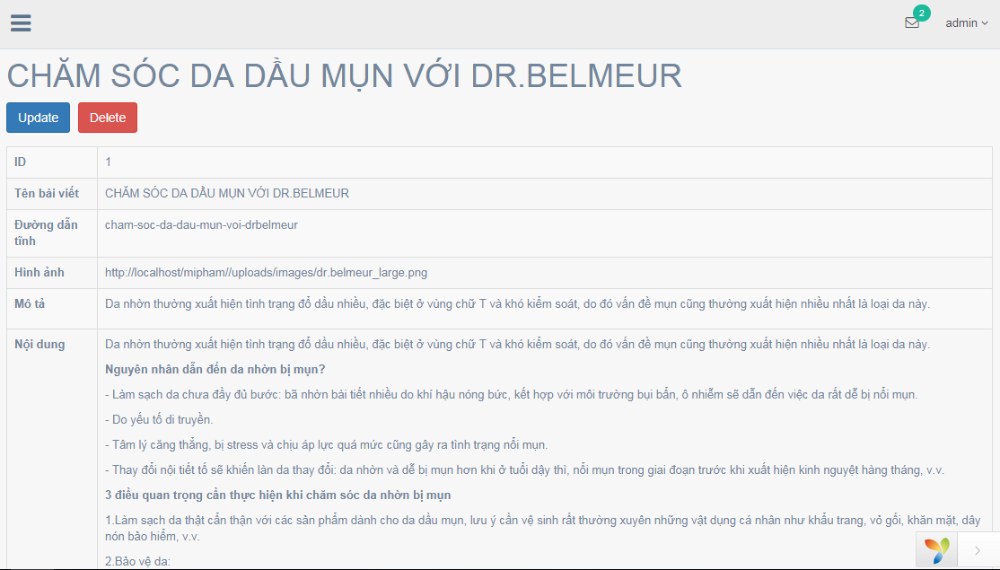 2
admin
CHĂM SÓC DA DẦU MỤN VỚI DR.BELMEUR
Update Delete
ID 1
Tên bài viết CHĂM SÓC DA DẦU MỤN VỚI DR.BELMEUR
Đường dẫn cham-soc-da-dau-mun-voi-drbelmeur
tĩnh
Hình ảnh http://localhost/mipham//uploads/images/dr.belmeur_large.png
Mô tả Da nhờn thường xuất hiện tình trạng đổ dầu nhiều, đặc biệt ở vùng chữ T và khó kiểm soát, do đó vấn đề mụn cũng thường xuất hiện nhiều nhất là loại da này.
Nội dung Da nhờn thường xuất hiện tình trạng đổ dầu nhiều, đặc biệt ở vùng chữ T và khó kiểm soát, do đó vấn đề mụn cũng thường xuất hiện nhiều nhất là loại da này.
Nguyên nhân dẫn đến da nhờn bị mụn?
- Làm sạch da chưa đầy đủ bước: bã nhờn bài tiết nhiều do khí hậu nóng bức, kết hợp với môi trường bụi bẩn, ô nhiễm sẽ dẫn đến việc da rất dễ bị nổi mụn.
- Do yếu tố di truyền.
- Tâm lý căng thẳng, bị stress và chịu áp lực quá mức cũng gây ra tình trạng nổi mụn.
- Thay đổi nội tiết tố sẽ khiến làn da thay đổi: da nhờn và dễ bị mụn hơn khi ở tuổi dậy thì, nổi mụn trong giai đoạn trước khi xuất hiện kinh nguyệt hàng tháng, v.v.
3 điều quan trọng cần thực hiện khi chăm sóc da nhờn bị mụn
1.Làm sạch da thật cẩn thận với các sản phẩm dành cho da dầu mụn, lưu ý cần vệ sinh rất thường xuyên những vật dụng cá nhân như khẩu trang, vỏ gối, khăn mặt, dây
nón bảo hiểm, v.v.
2.Bảo vệ da: